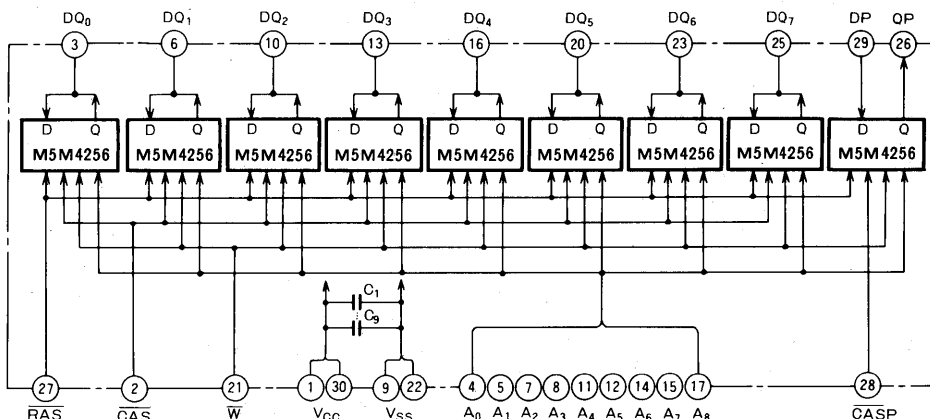 DQ₀ DQ₁ DQ₂ DQ₃ DQ₄ DQ₅ DQ₆ DQ₇ DP QP
3 6 10 13 16 20 23 25 29 26
D Q D Q D Q D Q D Q D Q D Q D Q D Q
M5M4256 M5M4256 M5M4256 M5M4256 M5M4256 M5M4256 M5M4256 M5M4256 M5M4256
C₁
C₉
27 2 21 1 30 9 22 4 5 7 8 11 12 14 15 17 28
R̅A̅S̅ C̅A̅S̅ W̅ VCC VSS A₀ A₁ A₂ A₃ A₄ A₅ A₆ A₇ A₈ C̅A̅S̅P̅